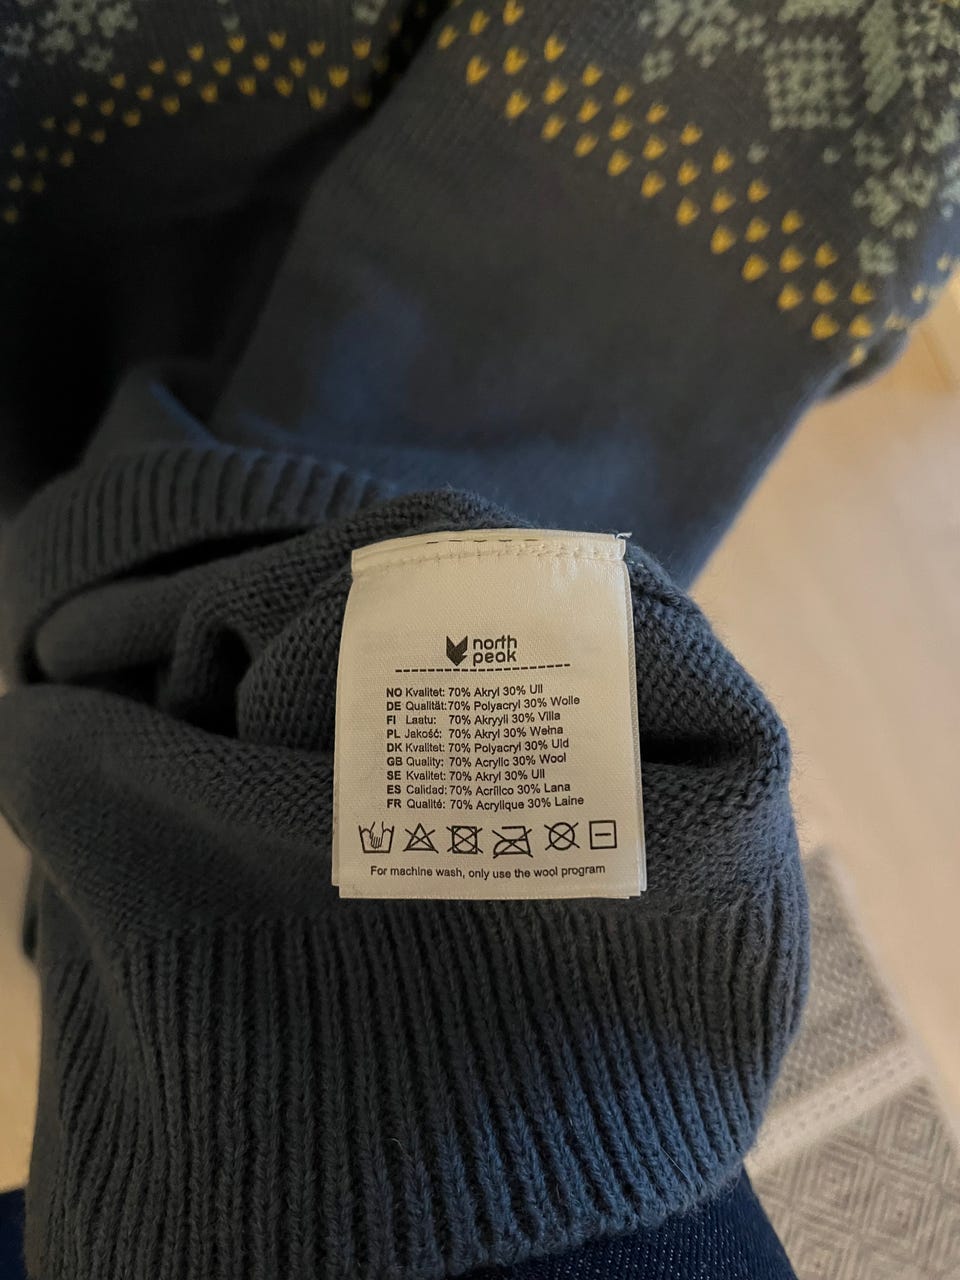 north
peak
NO Kvalitet: 70% Akryl 30% Ull
DE Qualität: 70% Polyacryl 30% Wolle
FI Laatu: 70% Akryyli 30% Villa
PL Jakość: 70% Akryl 30% Wełna
DK Kvalitet: 70% Polyacryl 30% Uld
GB Quality: 70% Acrylic 30% Wool
SE Kvalitet: 70% Akryl 30% Ull
ES Calidad: 70% Acrílico 30% Lana
FR Qualité: 70% Acrylique 30% Laine
For machine wash, only use the wool program